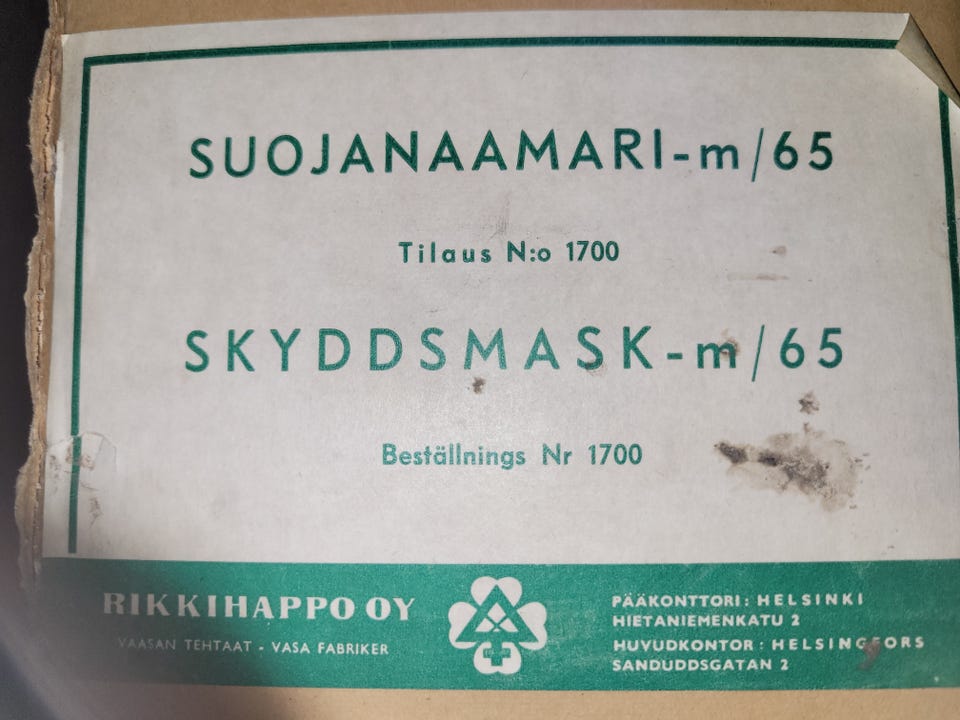 SUOJANAAMARI-m/65
Tilaus N:o 1700
SKYDDSMASK-m/65
Beställnings Nr 1700
RIKKIHAPPO OY
VAASAN TEHTAAT - VASA FABRIKER
PÄÄKONTTORI: HELSINKI
HIETANIEMENKATU 2
HUVUDKONTOR: HELSINGFORS
SANDUDDSGATAN 2